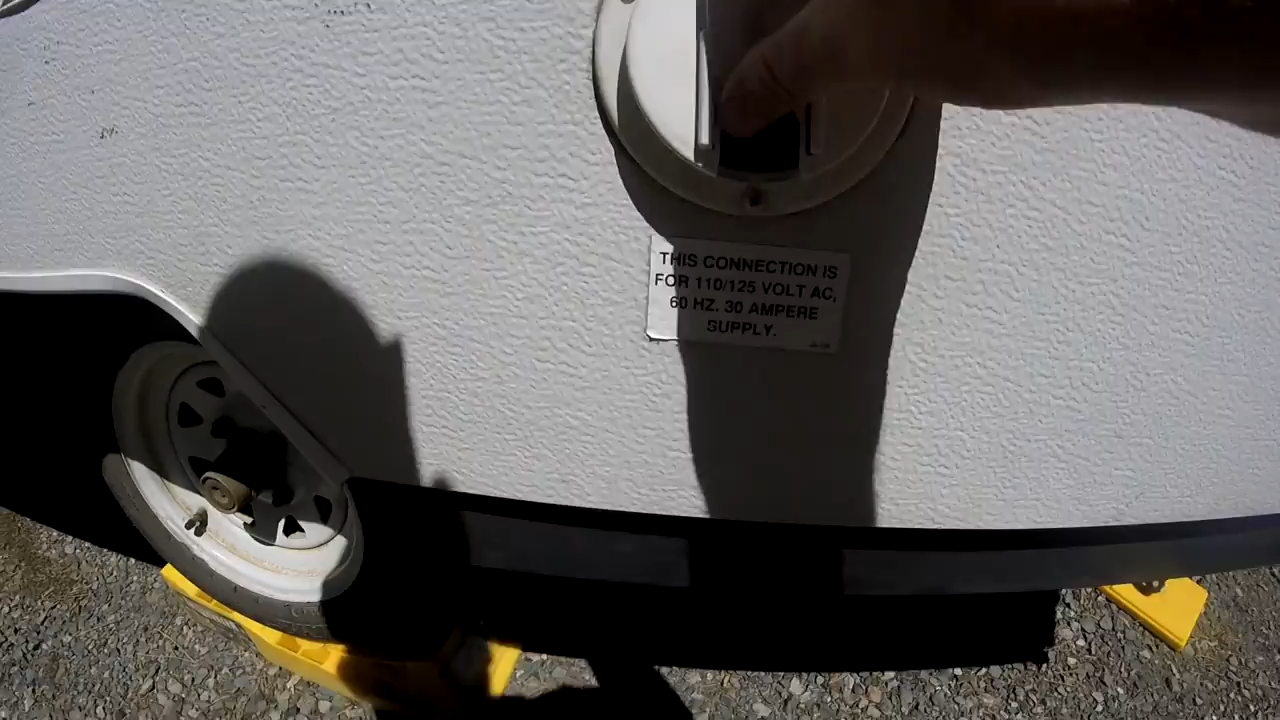 THIS CONNECTION IS
FOR 110/125 VOLT AC,
60 HZ. 30 AMPERE
SUPPLY.